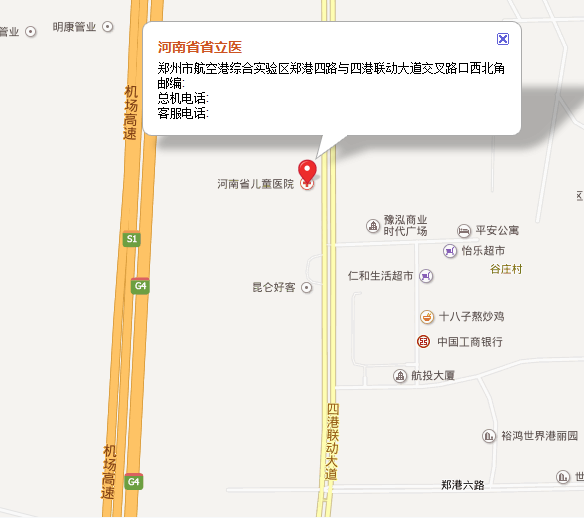 管业
明康管业
河南省省立医
郑州市航空港综合实验区郑港四路与四港联动大道交叉路口西北角
邮编:
总机电话:
客服电话:
机场高速
河南省儿童医院
豫泓商业
时代广场
平安公寓
怡乐超市
谷庄村
区
S1
G4
仁和生活超市
昆仑好客
十八子熬炒鸡
中国工商银行
航投大厦
四港联动大道
裕鸿世界港丽园
机场高速
G4
郑港六路
世